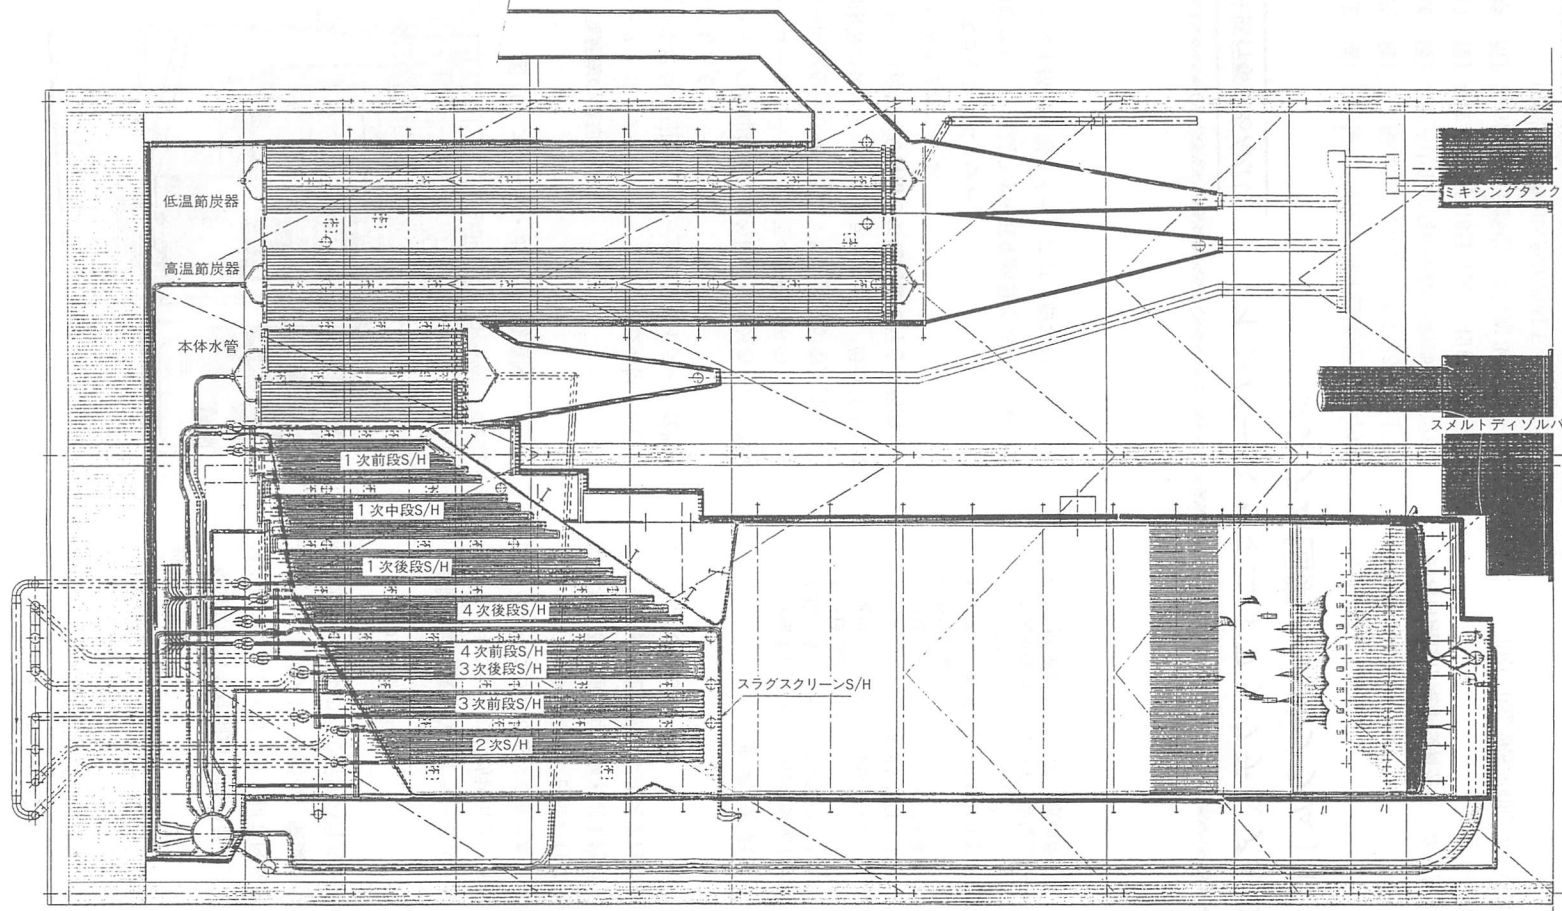 低温節炭器
ミキシングタンク
高温節炭器
本体水管
スメルトディゾルバ
1次前段S/H
1次中段S/H
1次後段S/H
4次後段S/H
4次前段S/H
3次後段S/H
スラグスクリーンS/H
3次前段S/H
2次S/H